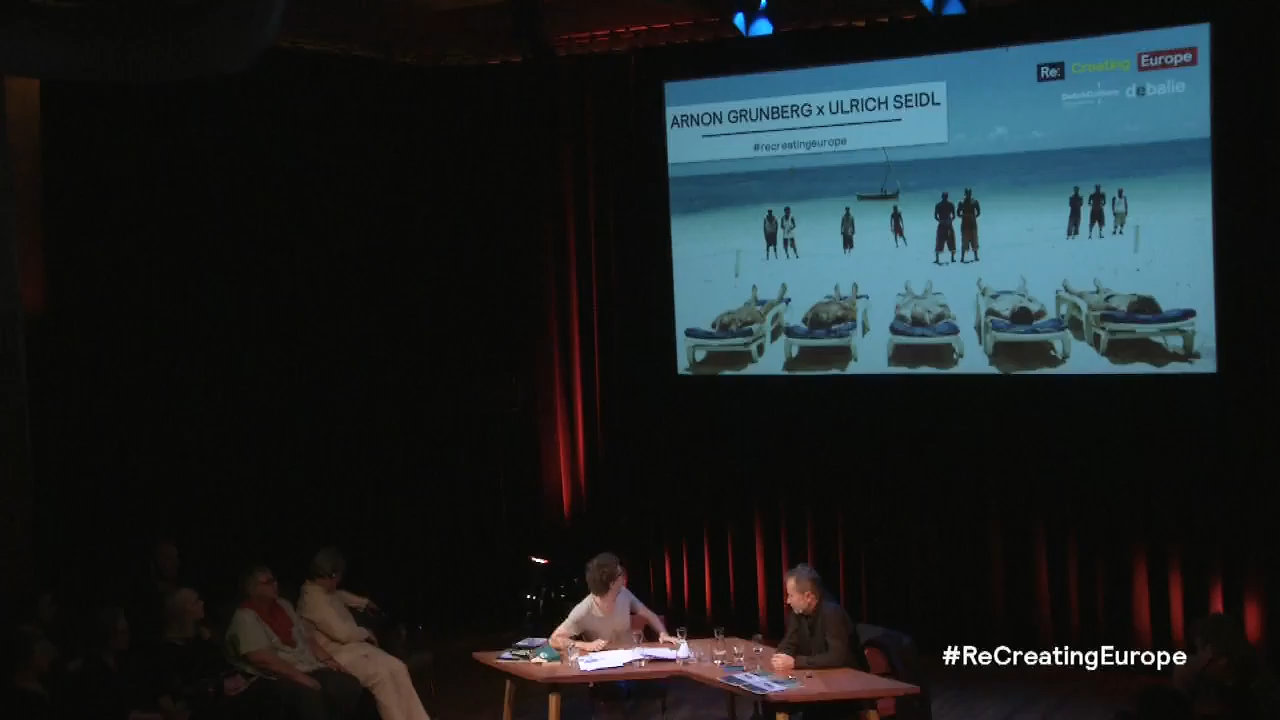 Re: Creating Europe
DutchCulture
debalie
ARNON GRUNBERG x ULRICH SEIDL
#recreatingeurope
#ReCreatingEurope